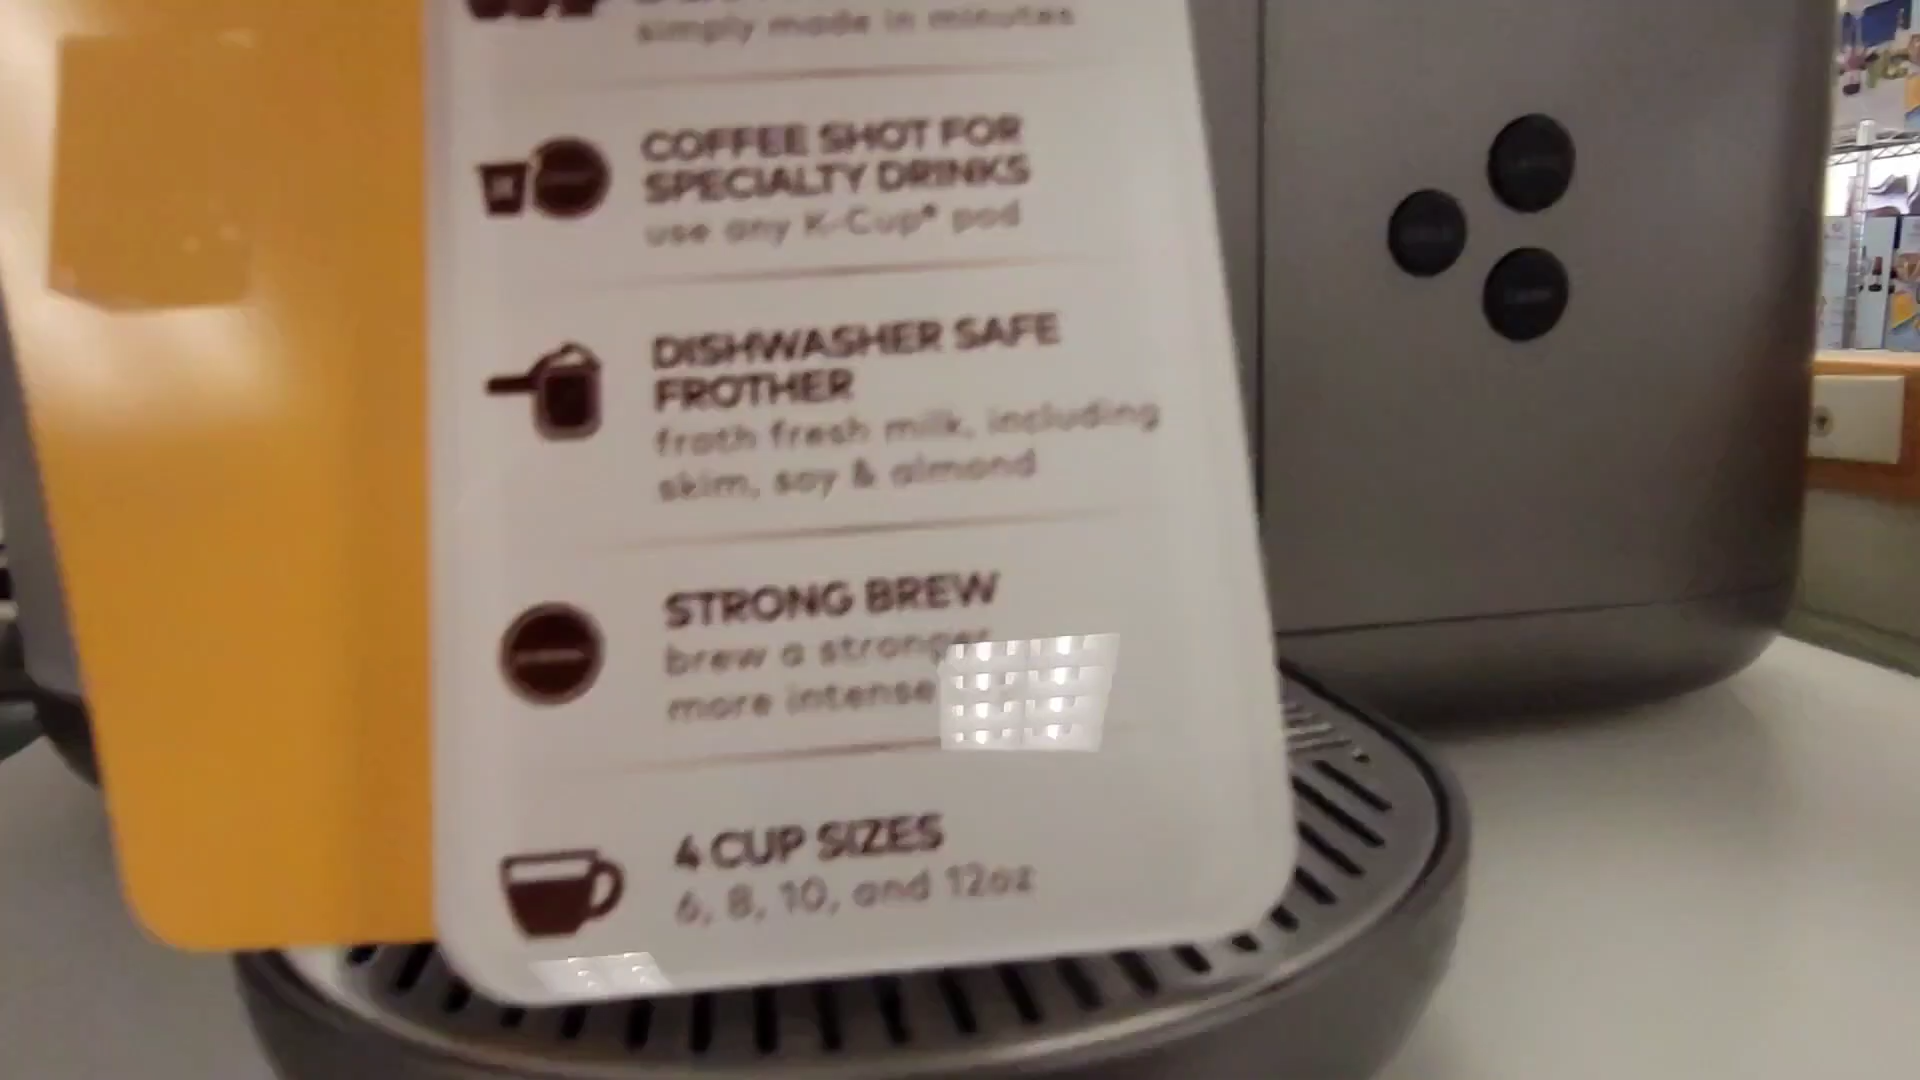 simply made in minutes
COFFEE SHOT FOR
SPECIALTY DRINKS
use any K-Cup® pod
DISHWASHER SAFE
FROTHER
froth fresh milk, including
skim, soy & almond
STRONG BREW
brew a stronger
more intense
4 CUP SIZES
6, 8, 10, and 12oz